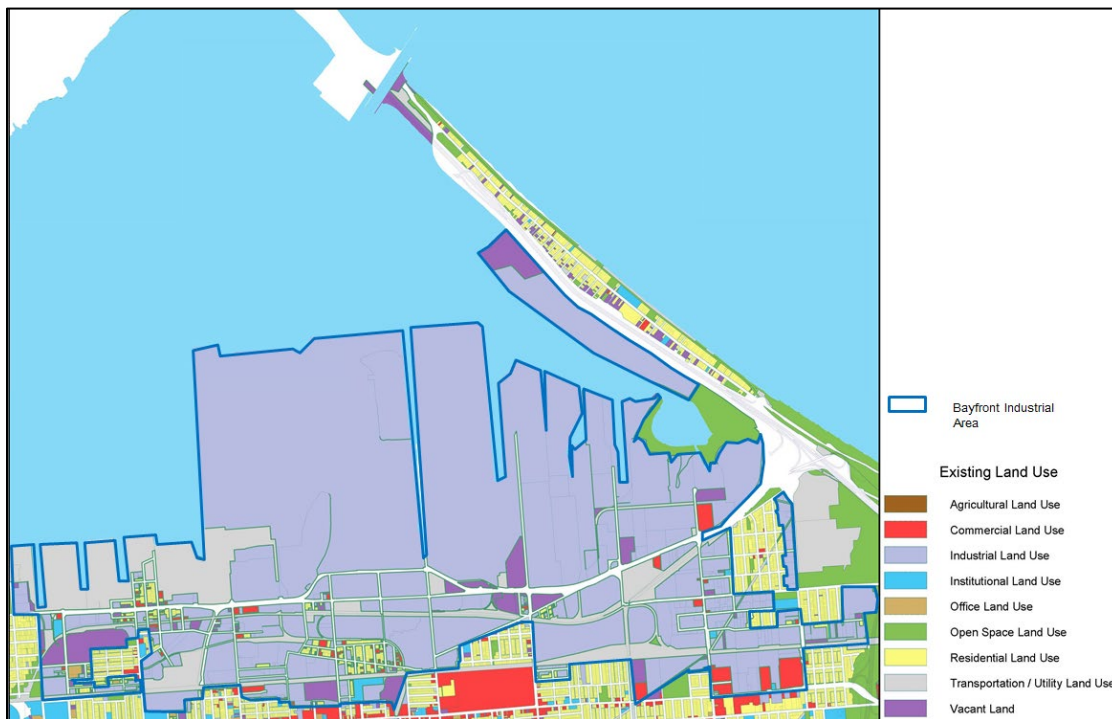 Bayfront Industrial
Area
Existing Land Use
Agricultural Land Use
Commercial Land Use
Industrial Land Use
Institutional Land Use
Office Land Use
Open Space Land Use
Residential Land Use
Transportation / Utility Land Use
Vacant Land